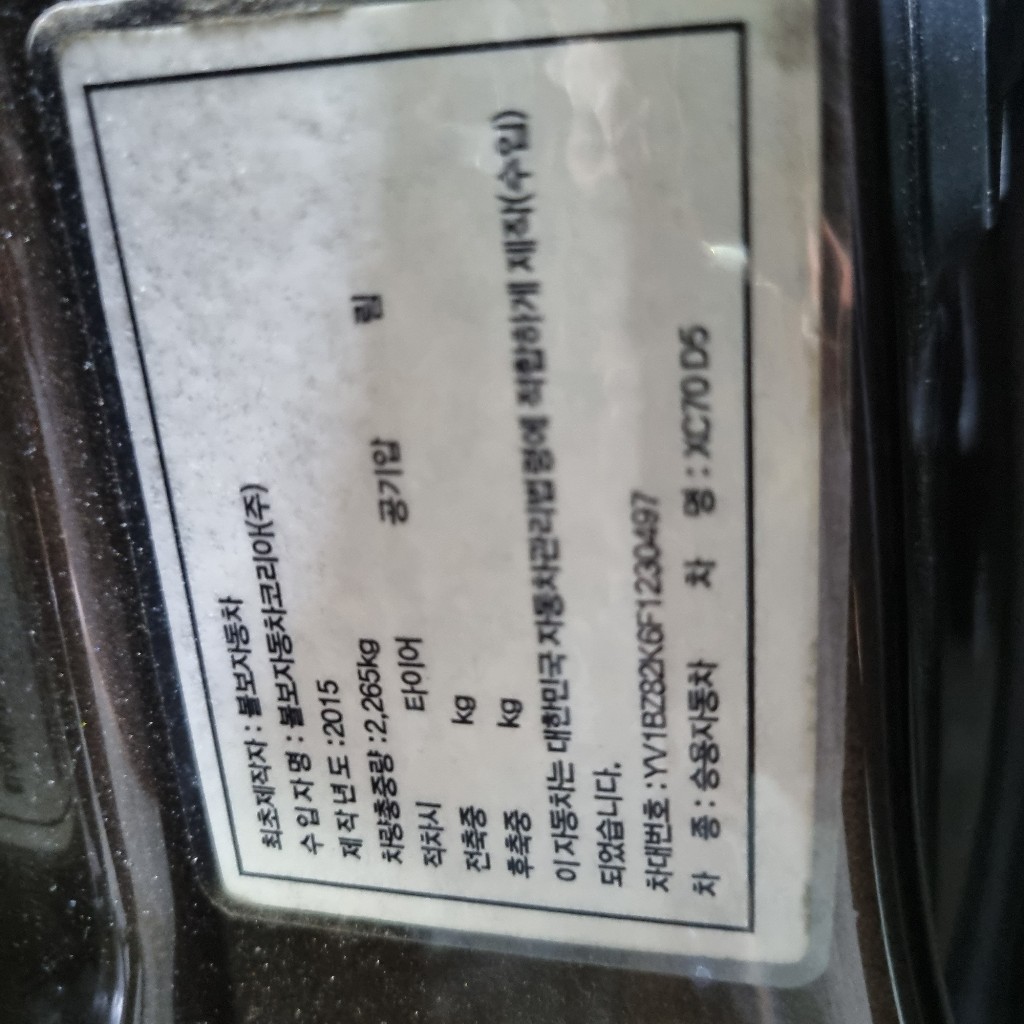 최초제작자 : 볼보자동차
수 입 자 명 : 볼보자동차코리아(주)
제 작 년 도 : 2015
차량총중량 : 2,265kg
적차시 타이어 공기압 림
전축중 kg
후축중 kg
이 자동차는 대한민국 자동차관리법령에 적합하게 제작(수입)
되었습니다.
차대번호 : YV1BZ82K6F1230497
차 종 : 승용자동차 차 명 : XC70 D5